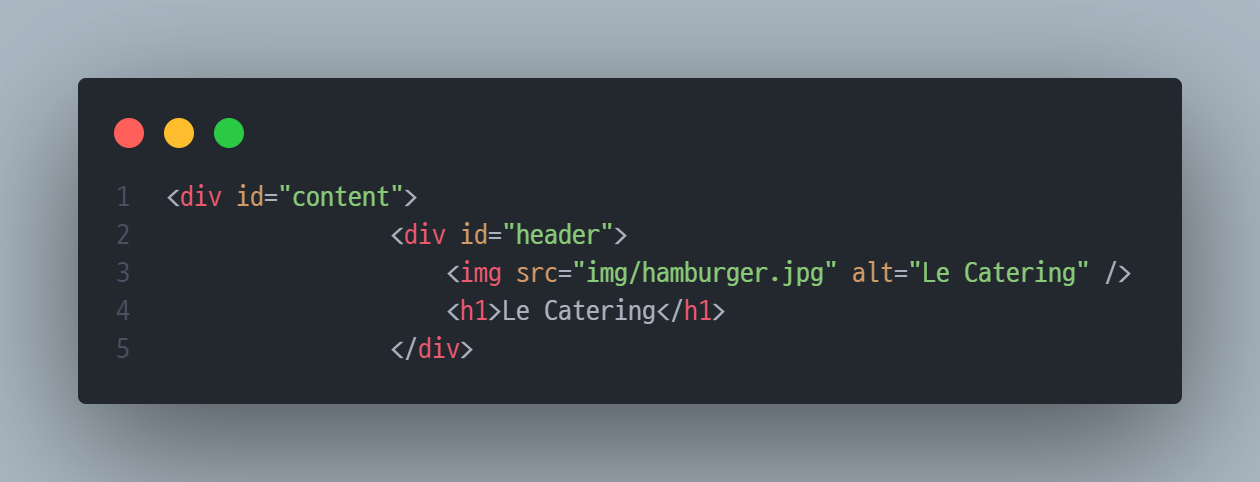 1 <div id="content">
2                 <div id="header">
3                     <img src="img/hamburger.jpg" alt="Le Catering" />
4                     <h1>Le Catering</h1>
5                 </div>